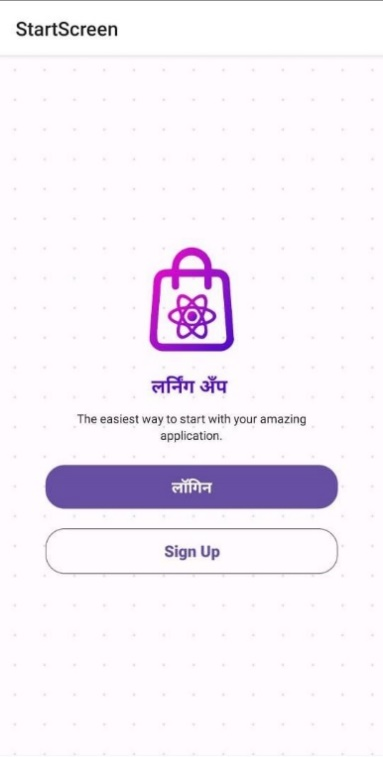 StartScreen
लर्निंग अँप
The easiest way to start with your amazing
application.
लॉगिन
Sign Up